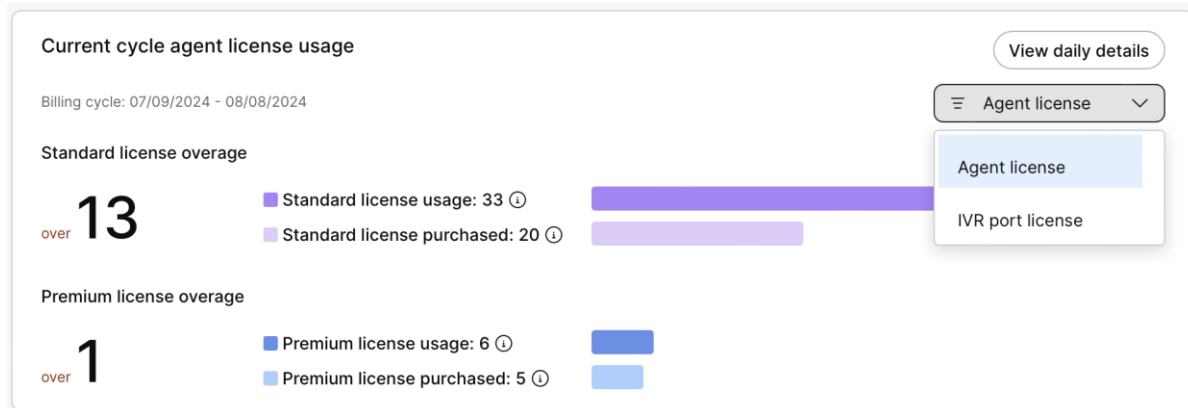 Current cycle agent license usage
View daily details
Billing cycle: 07/09/2024 - 08/08/2024
Agent license
Standard license overage
Agent license
Standard license usage: 33
over 13
IVR port license
Standard license purchased: 20
Premium license overage
Premium license usage: 6
over 1
Premium license purchased: 5